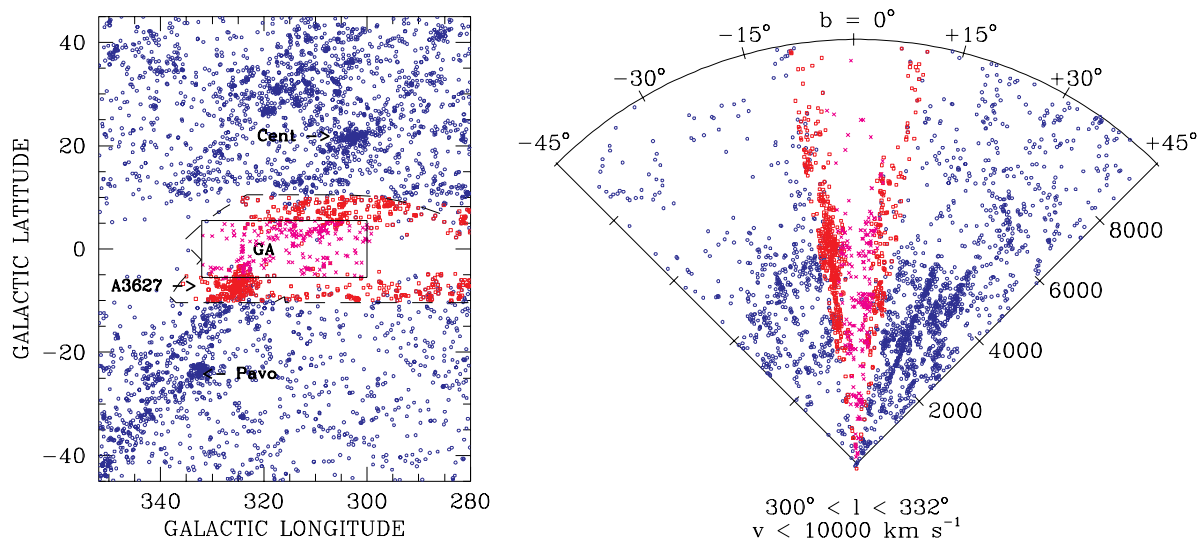 GALACTIC LATITUDE
40
20
0
−20
−40
Cent −>
GA
A3627 −>
<− Pavo
340 320 300 280
GALACTIC LONGITUDE
b = 0°
−15° +15°
−30° +30°
−45° +45°
8000
6000
4000
2000
300° < l < 332°
v < 10000 km s⁻¹